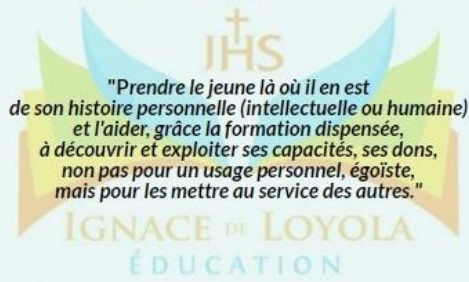 JHS
"Prendre le jeune là où il en est
de son histoire personnelle (intellectuelle ou humaine)
et l'aider, grâce la formation dispensée,
à découvrir et exploiter ses capacités, ses dons,
non pas pour un usage personnel, égoïste,
mais pour les mettre au service des autres."
IGNACE DE LOYOLA
ÉDUCATION